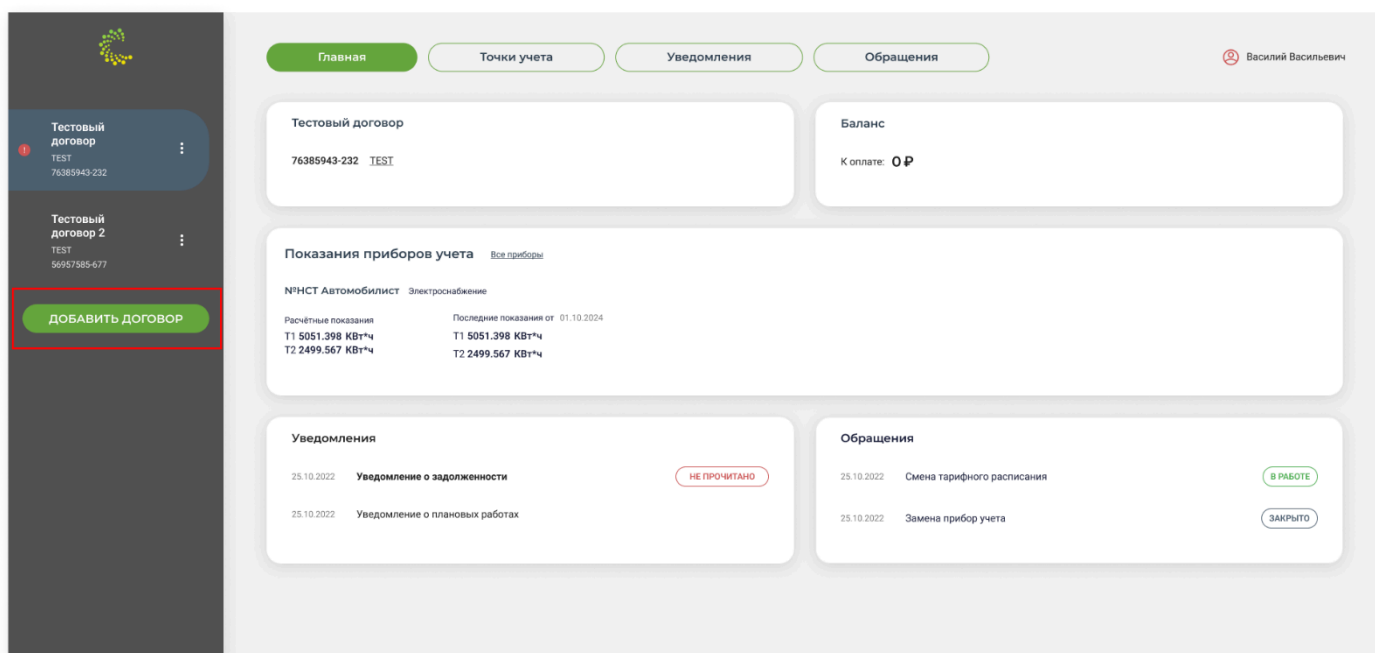 Главная
Точки учета
Уведомления
Обращения
Василий Васильевич
Тестовый
договор
TEST
76385943-232
Тестовый
договор 2
TEST
56957585-677
ДОБАВИТЬ ДОГОВОР
Тестовый договор
76385943-232 TEST
Баланс
К оплате: 0 ₽
Показания приборов учета Все приборы
№НСТ Автомобилист Электроснабжение
Расчётные показания
Т1 5051.398 КВт*ч
Т2 2499.567 КВт*ч
Последние показания от 01.10.2024
Т1 5051.398 КВт*ч
Т2 2499.567 КВт*ч
Уведомления
25.10.2022 Уведомление о задолженности НЕ ПРОЧИТАНО
25.10.2022 Уведомление о плановых работах
Обращения
25.10.2022 Смена тарифного расписания В РАБОТЕ
25.10.2022 Замена прибор учета ЗАКРЫТО